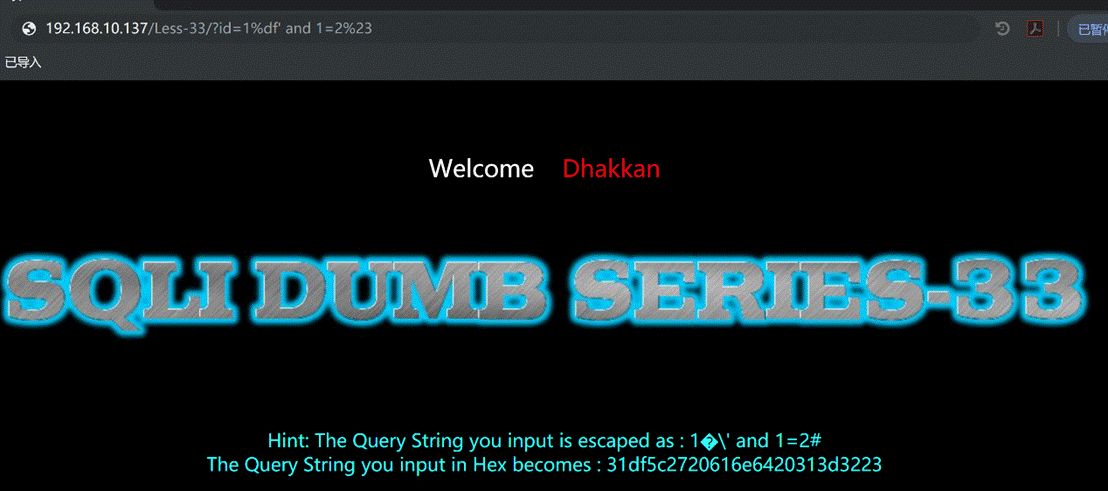 192.168.10.137/Less-33/?id=1%df' and 1=2%23
已暂停
已导入
Welcome Dhakkan
SQLI DUMB SERIES-33
Hint: The Query String you input is escaped as : 1�\' and 1=2#
The Query String you input in Hex becomes : 31df5c2720616e6420313d3223